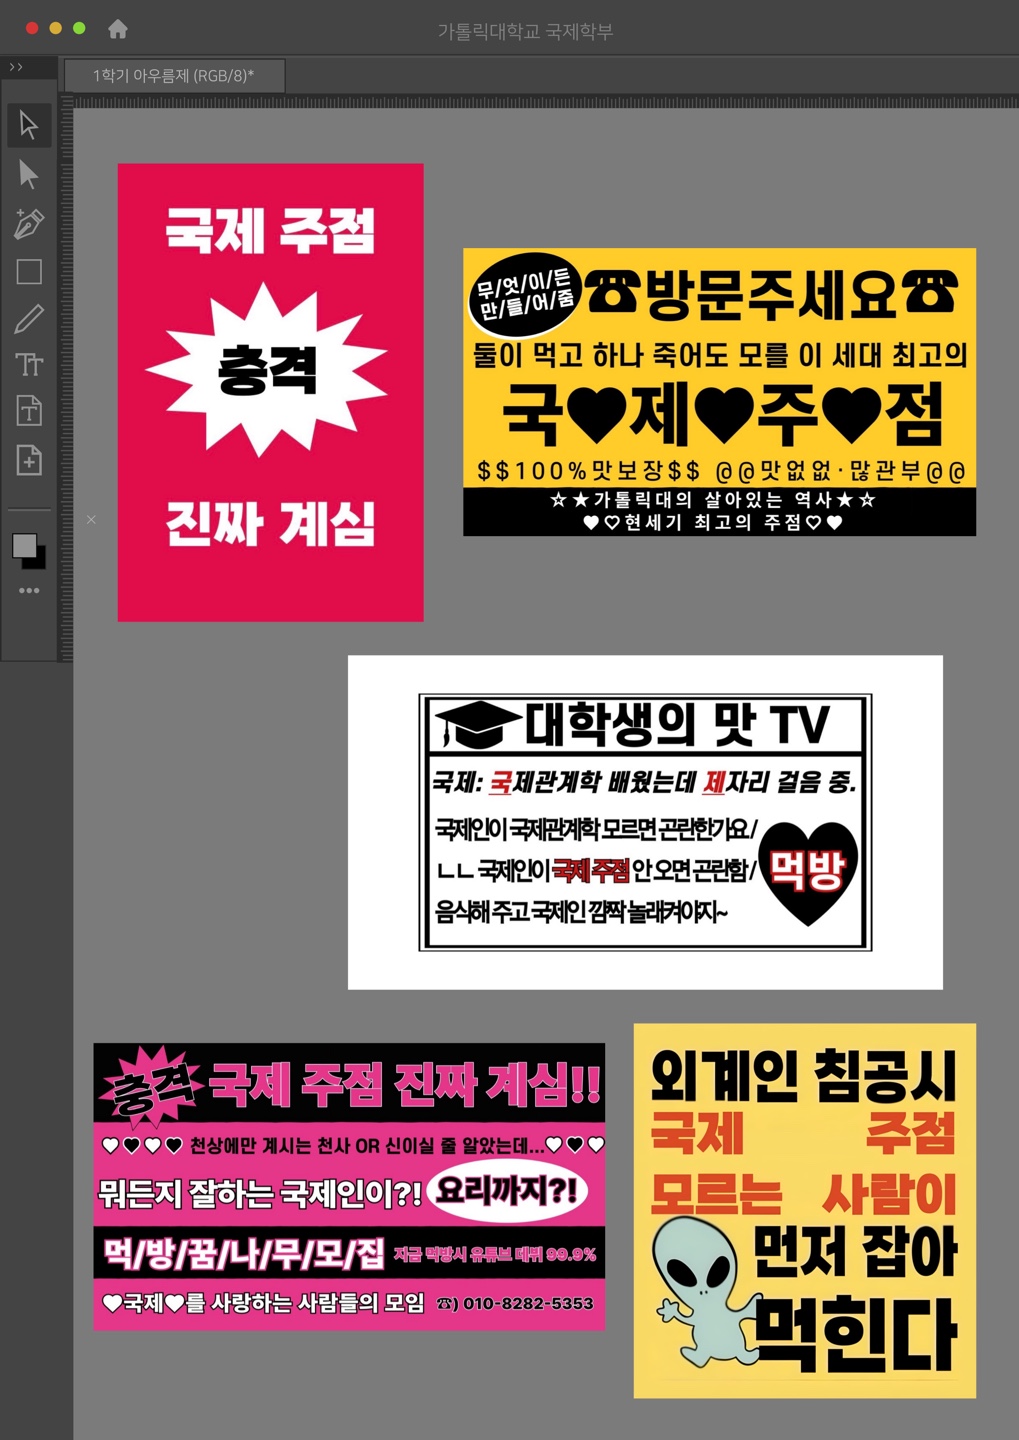 가톨릭대학교 국제학부
1학기 아우름제 (RGB/8)*
국제 주점
충격
진짜 계심
무/엇/이/든
만/들/어/줌
☎방문주세요☎
둘이 먹고 하나 죽어도 모를 이 세대 최고의
국♥제♥주♥점
$$100%맛보장$$ @@맛없없·많관부@@
☆★가톨릭대의 살아있는 역사★☆
♥♡현세기 최고의 주점♡♥
대학생의 맛 TV
국제: 국제관계학 배웠는데 제자리 걸음 중.
국제인이 국제관계학 모르면 곤란한가요/
ㄴㄴ 국제인이 국제 주점 안 오면 곤란함/
음식해 주고 국제인 깜짝 놀래켜야지~
먹방
충격 국제 주점 진짜 계심!!
♡♥♡♥ 천상에만 계시는 천사 OR 신이실 줄 알았는데...♡♥♡
뭐든지 잘하는 국제인이?! 요리까지?!
먹/방/꿈/나/무/모/집 지금 먹방시 유튜브 데뷔 99.9%
♡국제♡를 사랑하는 사람들의 모임 ☎) 010-8282-5353
외계인 침공시
국제 주점
모르는 사람이
먼저 잡아
먹힌다